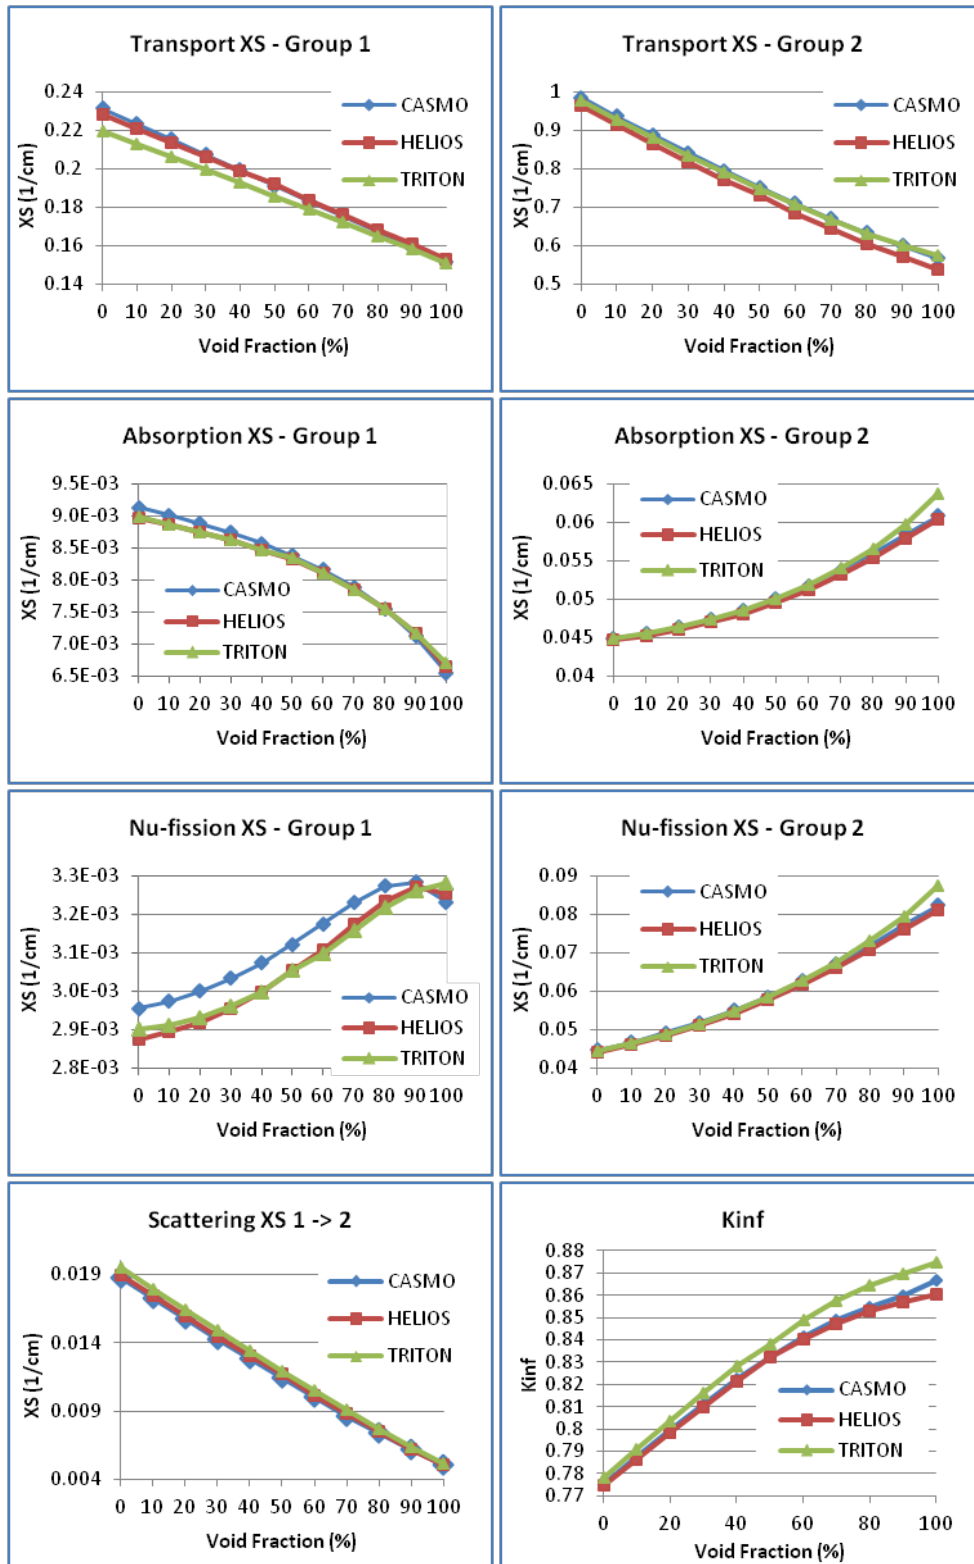 Transport XS - Group 1
0.24
0.22
0.2
0.18
0.16
0.14
XS (1/cm)
CASMO
HELIOS
TRITON
0 10 20 30 40 50 60 70 80 90 100
Void Fraction (%)
Transport XS - Group 2
1
0.9
0.8
0.7
0.6
0.5
XS (1/cm)
CASMO
HELIOS
TRITON
0 10 20 30 40 50 60 70 80 90 100
Void Fraction (%)
Absorption XS - Group 1
9.5E-03
9.0E-03
8.5E-03
8.0E-03
7.5E-03
7.0E-03
6.5E-03
XS (1/cm)
CASMO
HELIOS
TRITON
0 10 20 30 40 50 60 70 80 90 100
Void Fraction (%)
Absorption XS - Group 2
0.065
0.06
0.055
0.05
0.045
0.04
XS (1/cm)
CASMO
HELIOS
TRITON
0 10 20 30 40 50 60 70 80 90 100
Void Fraction (%)
Nu-fission XS - Group 1
3.3E-03
3.2E-03
3.1E-03
3.0E-03
2.9E-03
2.8E-03
XS (1/cm)
CASMO
HELIOS
TRITON
0 10 20 30 40 50 60 70 80 90 100
Void Fraction (%)
Nu-fission XS - Group 2
0.09
0.08
0.07
0.06
0.05
0.04
XS (1/cm)
CASMO
HELIOS
TRITON
0 10 20 30 40 50 60 70 80 90 100
Void Fraction (%)
Scattering XS 1 -> 2
0.019
0.014
0.009
0.004
XS (1/cm)
CASMO
HELIOS
TRITON
0 10 20 30 40 50 60 70 80 90 100
Void Fraction (%)
Kinf
0.88
0.87
0.86
0.85
0.84
0.83
0.82
0.81
0.8
0.79
0.78
0.77
Kinf
CASMO
HELIOS
TRITON
0 20 40 60 80 100
Void Fraction (%)